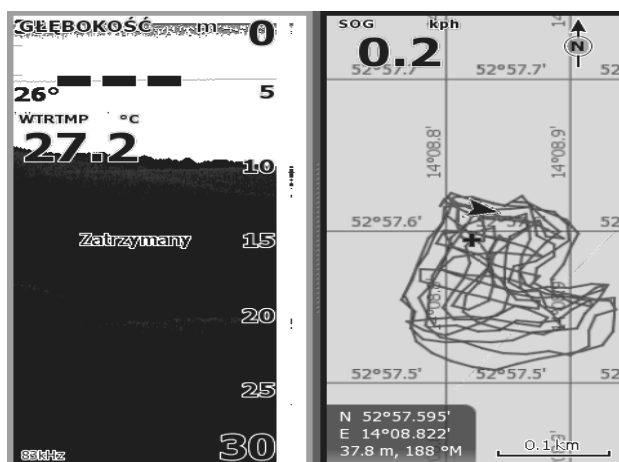 GŁĘBOKOŚĆ m
0
26°
5
WTRTMP °C
27.2
10
Zatrzymany
15
20
25
83kHz
30
SOG kph
0.2
N
52°57.7' 52°57.7' 52
14°08.8'
14°08.9'
52°57.6'
52°57.5' 52°57.5' 52
N 52°57.595'
E 14°08.822'
37.8 m, 188 °M
0.1 km